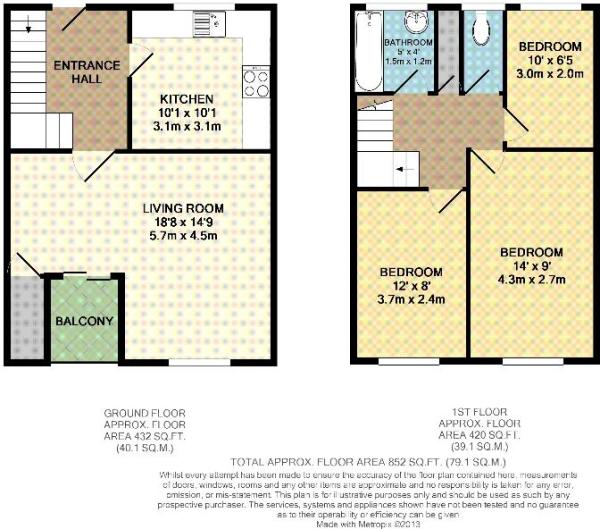 ENTRANCE
HALL
KITCHEN
10'1 x 10'1
3.1m x 3.1m
LIVING ROOM
18'8 x 14'9
5.7m x 4.5m
BALCONY
BATHROOM
5' x 4'
1.5m x 1.2m
BEDROOM
10' x 6'5
3.0m x 2.0m
BEDROOM
12' x 8'
3.7m x 2.4m
BEDROOM
14' x 9'
4.3m x 2.7m
GROUND FLOOR
APPROX. FLOOR
AREA 432 SQ.FT.
(40.1 SQ.M.)
1ST FLOOR
APPROX. FLOOR
AREA 420 SQ.FT.
(39.1 SQ.M.)
TOTAL APPROX. FLOOR AREA 852 SQ.FT. (79.1 SQ.M.)
Whilst every attempt has been made to ensure the accuracy of the floor plan contained here, measurements
of doors, windows, rooms and any other items are approximate and no responsibility is taken for any error,
omission, or mis-statement. This plan is for illustrative purposes only and should be used as such by any
prospective purchaser. The services, systems and appliances shown have not been tested and no guarantee
as to their operability or efficiency can be given
Made with Metropix ©2013